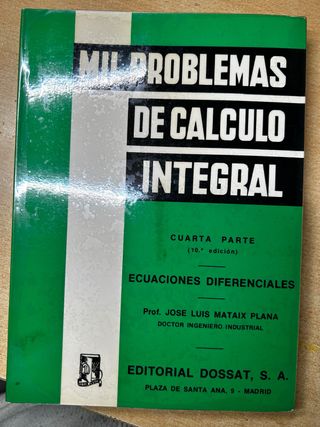 MIL PROBLEMAS
DE CALCULO
INTEGRAL
CUARTA PARTE
(10.ª edición)
ECUACIONES DIFERENCIALES
Prof. JOSE LUIS MATAIX PLANA
DOCTOR INGENIERO INDUSTRIAL
EDITORIAL DOSSAT, S. A.
PLAZA DE SANTA ANA, 9 - MADRID